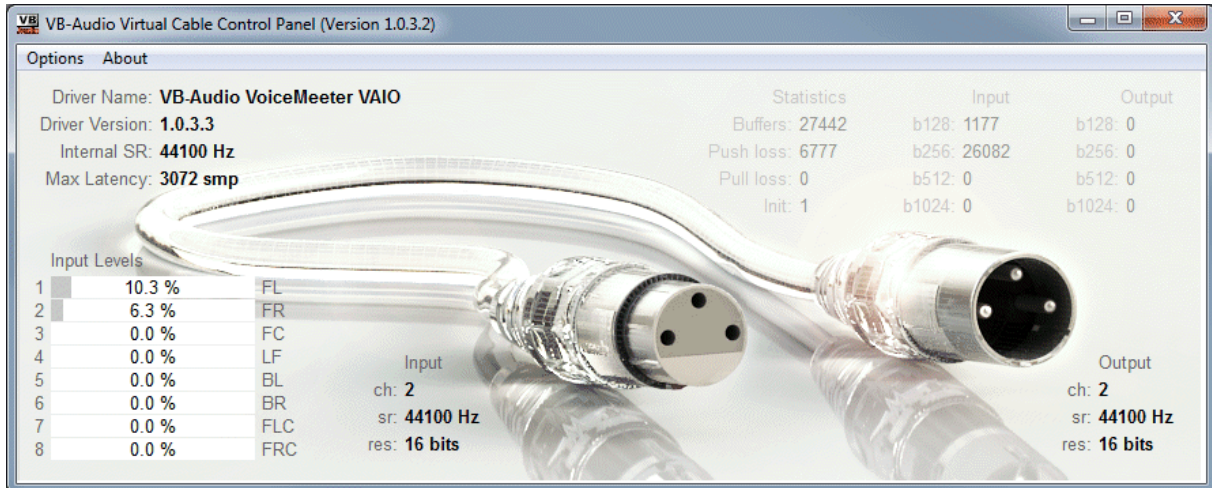 VB-Audio Virtual Cable Control Panel (Version 1.0.3.2)
Options About
Driver Name: VB-Audio VoiceMeeter VAIO
Driver Version: 1.0.3.3
Internal SR: 44100 Hz
Max Latency: 3072 smp
Statistics Input Output
Buffers: 27442 b128: 1177 b128: 0
Push loss: 6777 b256: 26082 b256: 0
Pull loss: 0 b512: 0 b512: 0
Init: 1 b1024: 0 b1024: 0
Input Levels
1 10.3 % FL
2 6.3 % FR
3 0.0 % FC
4 0.0 % LF
5 0.0 % BL
6 0.0 % BR
7 0.0 % FLC
8 0.0 % FRC
Input
ch: 2
sr: 44100 Hz
res: 16 bits
Output
ch: 2
sr: 44100 Hz
res: 16 bits